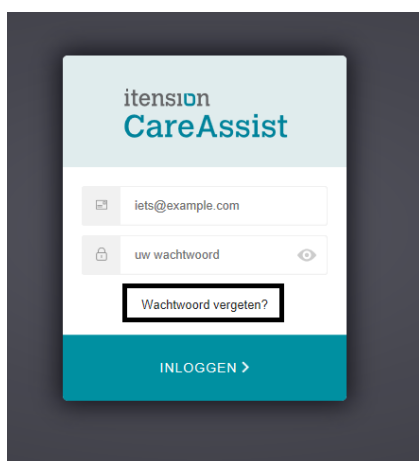 itension
CareAssist
iets@example.com
uw wachtwoord
Wachtwoord vergeten?
INLOGGEN